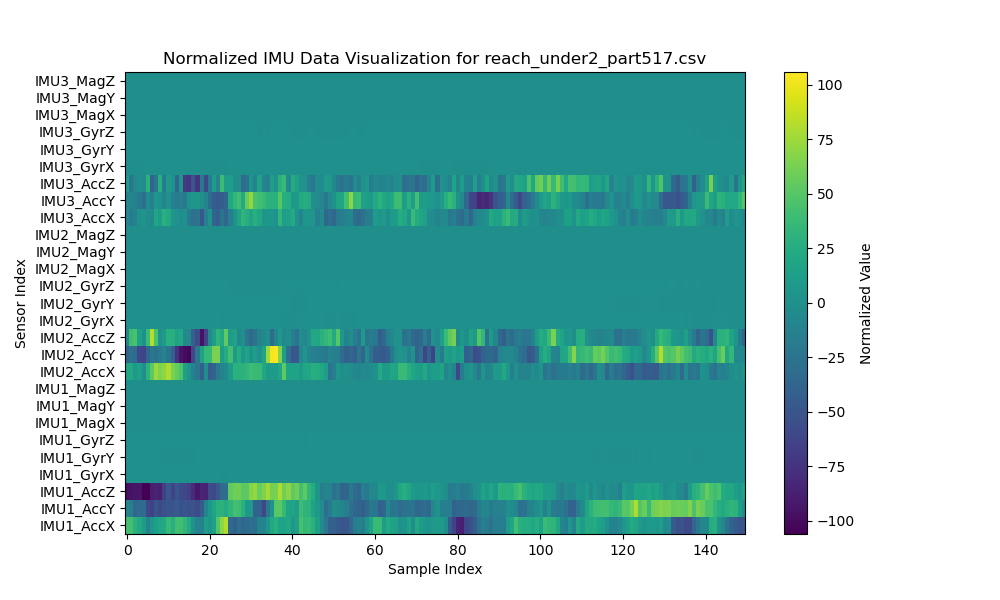 Normalized IMU Data Visualization for reach_under2_part517.csv
IMU3_MagZ
IMU3_MagY
IMU3_MagX
IMU3_GyrZ
IMU3_GyrY
IMU3_GyrX
IMU3_AccZ
IMU3_AccY
IMU3_AccX
IMU2_MagZ
IMU2_MagY
IMU2_MagX
IMU2_GyrZ
IMU2_GyrY
IMU2_GyrX
IMU2_AccZ
IMU2_AccY
IMU2_AccX
IMU1_MagZ
IMU1_MagY
IMU1_MagX
IMU1_GyrZ
IMU1_GyrY
IMU1_GyrX
IMU1_AccZ
IMU1_AccY
IMU1_AccX
Sensor Index
0 20 40 60 80 100 120 140
Sample Index
100
75
50
25
0
−25
−50
−75
−100
Normalized Value